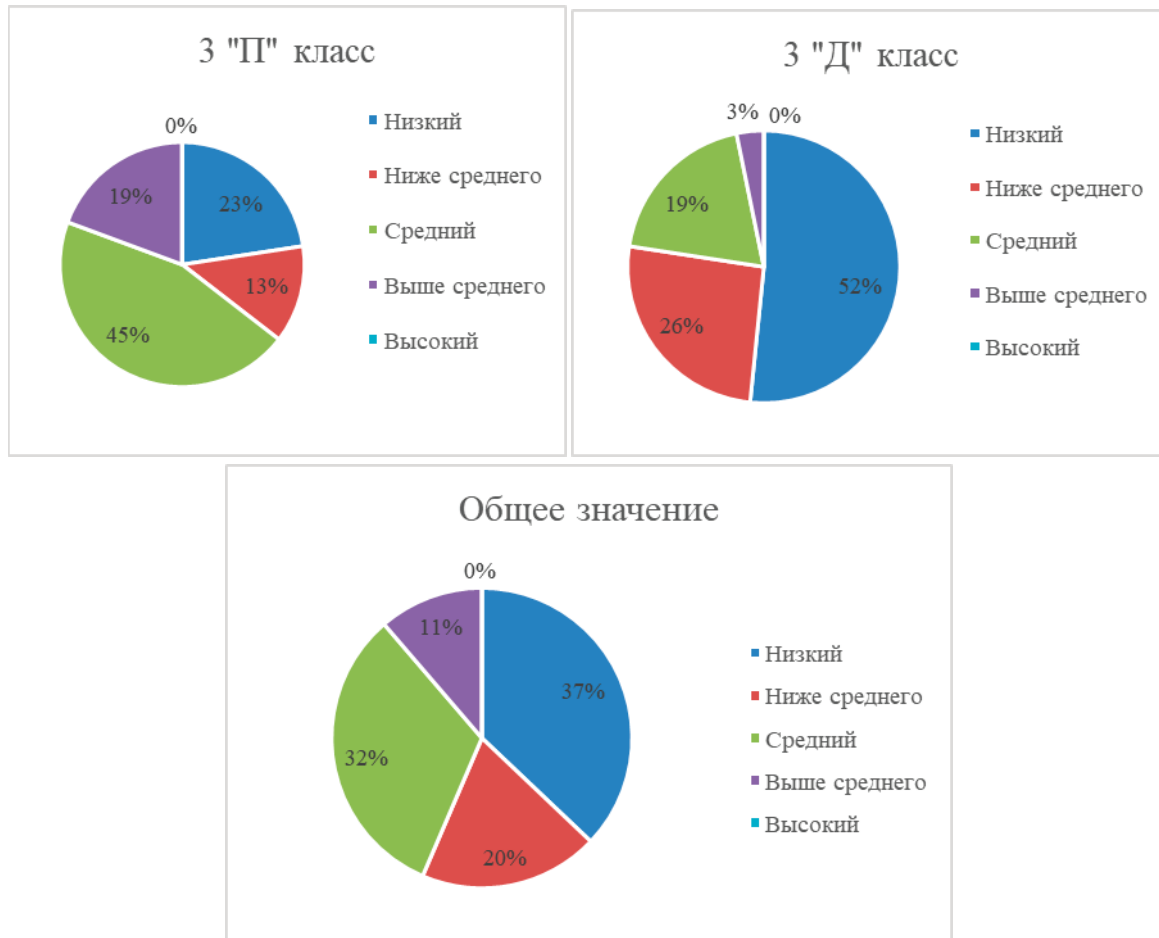 3 "П" класс
0%
19%
23%
13%
45%
Низкий
Ниже среднего
Средний
Выше среднего
Высокий
3 "Д" класс
3% 0%
19%
52%
26%
Низкий
Ниже среднего
Средний
Выше среднего
Высокий
Общее значение
0%
11%
37%
32%
20%
Низкий
Ниже среднего
Средний
Выше среднего
Высокий